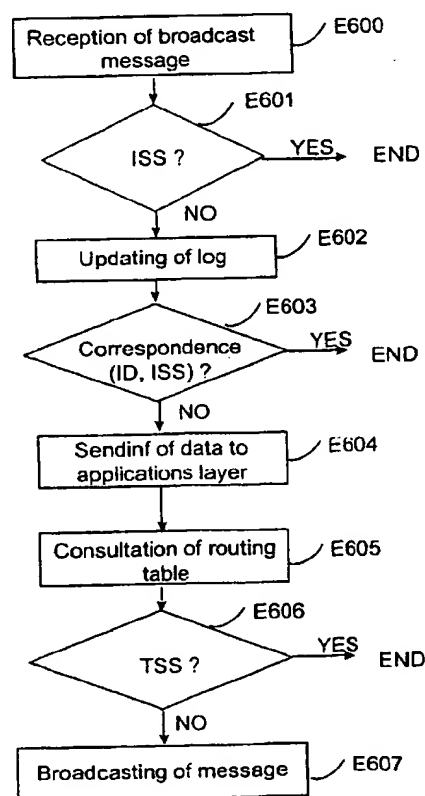 Reception of broadcast
message
E600
E601
ISS ?
YES
END
NO
E602
Updating of log
E603
Correspondence
(ID, ISS) ?
YES
END
NO
Sendinf of data to
applications layer
E604
Consultation of routing
table
E605
E606
TSS ?
YES
END
NO
Broadcasting of message
E607